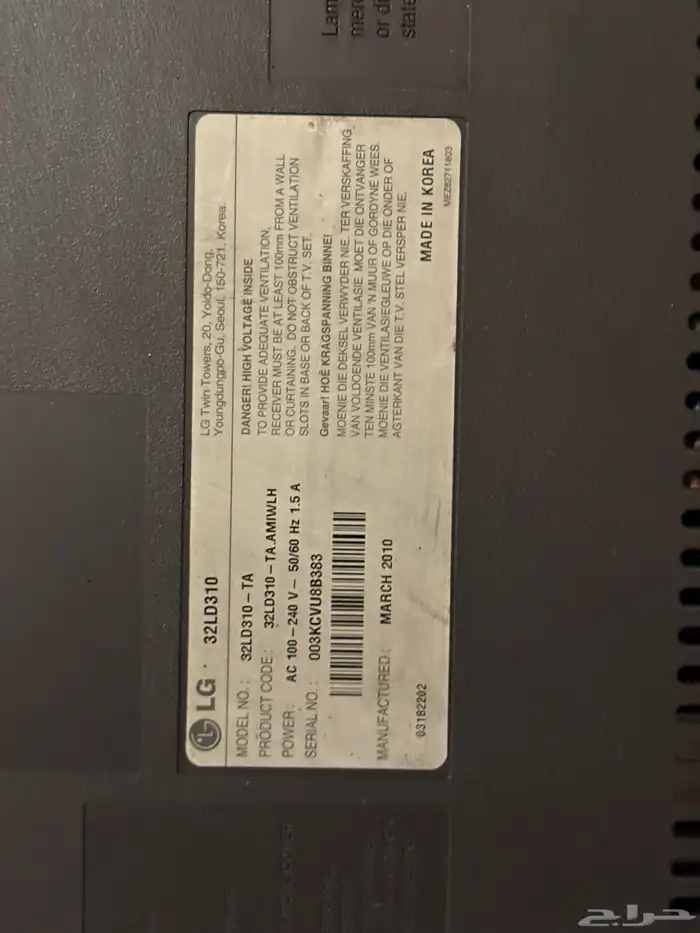 Lam
mer
or di
state
LG 32LD310
LG Twin Towers, 20, Yoido-Dong,
Youngdungpo-Gu, Seoul, 150-721, Korea.
MODEL NO. : 32LD310-TA
PRODUCT CODE : 32LD310-TA.AMIWLH
POWER : AC 100-240 V~ 50/60 Hz 1.5 A
SERIAL NO. : 003KCVU8B383
MANUFACTURED : MARCH 2010
03182202
DANGER! HIGH VOLTAGE INSIDE
TO PROVIDE ADEQUATE VENTILATION,
RECEIVER MUST BE AT LEAST 100mm FROM A WALL
OR CURTAINING. DO NOT OBSTRUCT VENTILATION
SLOTS IN BASE OR BACK OF T.V. SET.
Gevaar! HOË KRAGSPANNING BINNE!
MOENIE DIE DEKSEL VERWYDER NIE. TER VERSKAFFING
VAN VOLDOENDE VENTILASIE MOET DIE ONTVANGER
TEN MINSTE 100mm VAN 'N MUUR OF GORDYNE WEES.
MOENIE DIE VENTILASIEGLEUWE OP DIE ONDER OF
AGTERKANT VAN DIE T.V. STEL VERSPER NIE.
MADE IN KOREA
MEZ62711803
حراج